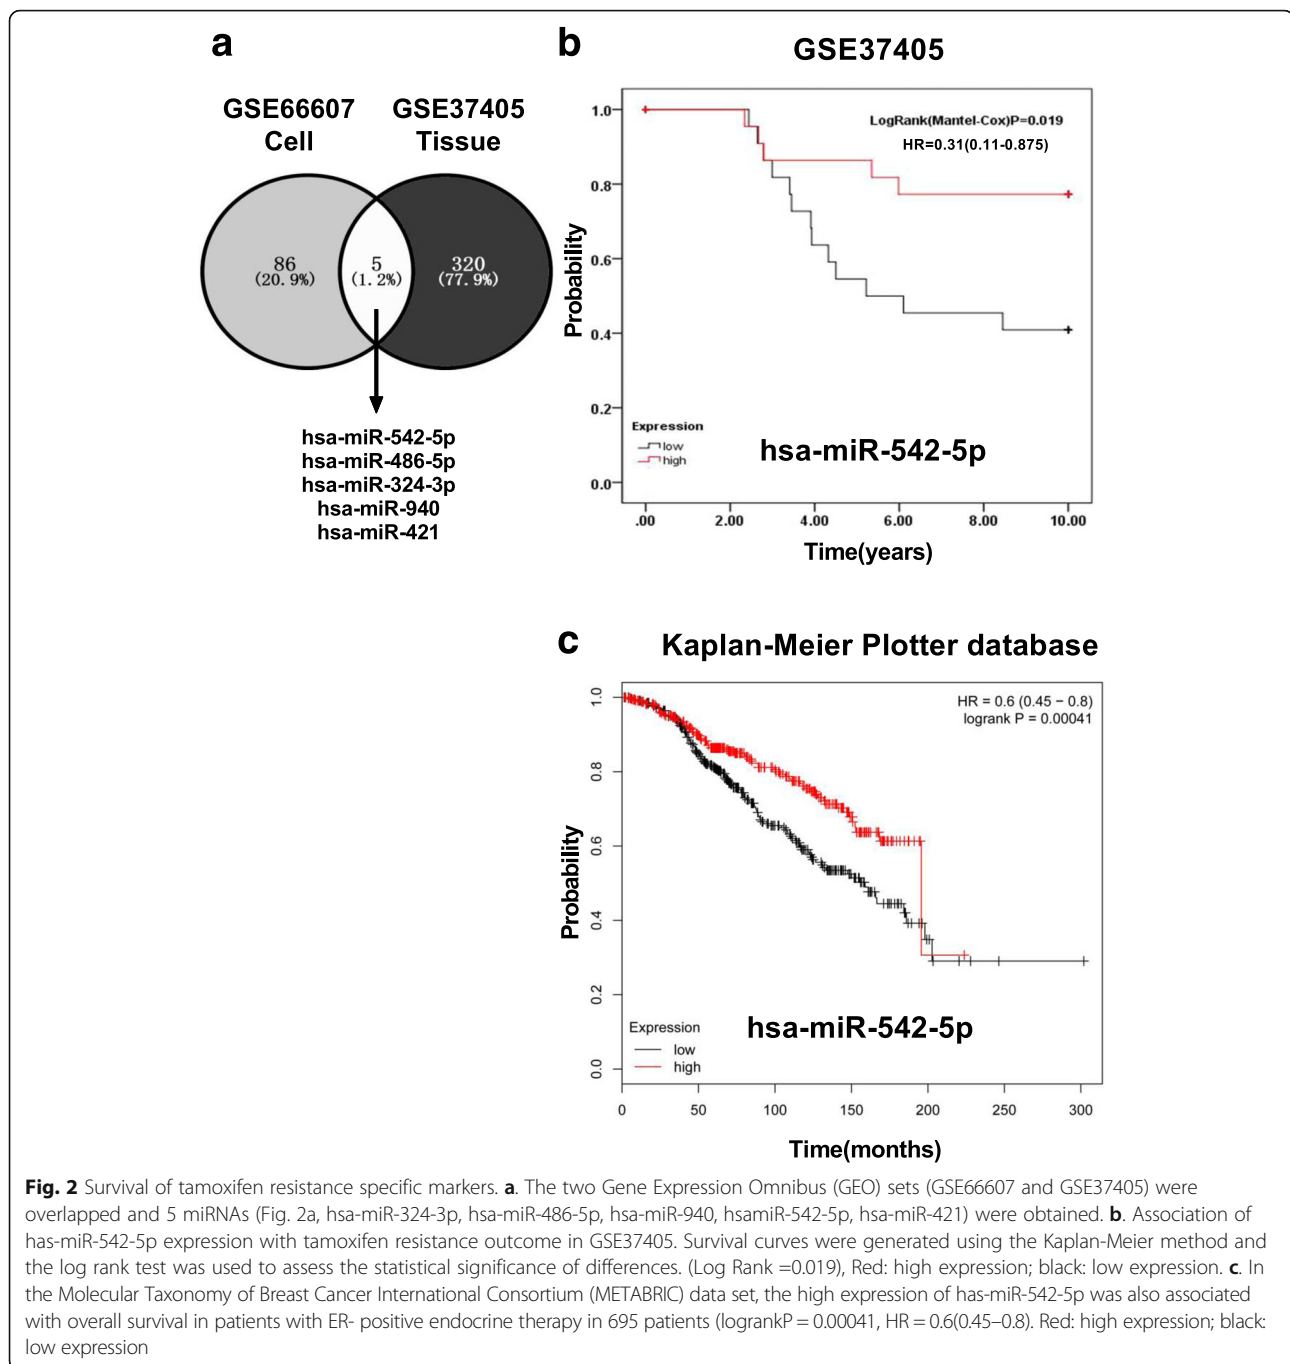 a
GSE66607
Cell
GSE37405
Tissue
86
(20.9%)
5
(1.2%)
320
(77.9%)
hsa-miR-542-5p
hsa-miR-486-5p
hsa-miR-324-3p
hsa-miR-940
hsa-miR-421
b
GSE37405
LogRank(Mantel-Cox)P=0.019
HR=0.31(0.11-0.875)
Probability
1.0
0.8
0.6
0.4
0.2
0.0
Expression
low
high
hsa-miR-542-5p
.00 2.00 4.00 6.00 8.00 10.00
Time(years)
c
Kaplan-Meier Plotter database
HR = 0.6 (0.45 − 0.8)
logrank P = 0.00041
Probability
1.0
0.8
0.6
0.4
0.2
0.0
Expression
low
high
hsa-miR-542-5p
0 50 100 150 200 250 300
Time(months)
Fig. 2 Survival of tamoxifen resistance specific markers. a. The two Gene Expression Omnibus (GEO) sets (GSE66607 and GSE37405) were
overlapped and 5 miRNAs (Fig. 2a, hsa-miR-324-3p, hsa-miR-486-5p, hsa-miR-940, hsamiR-542-5p, hsa-miR-421) were obtained. b. Association of
has-miR-542-5p expression with tamoxifen resistance outcome in GSE37405. Survival curves were generated using the Kaplan-Meier method and
the log rank test was used to assess the statistical significance of differences. (Log Rank =0.019), Red: high expression; black: low expression. c. In
the Molecular Taxonomy of Breast Cancer International Consortium (METABRIC) data set, the high expression of has-miR-542-5p was also associated
with overall survival in patients with ER- positive endocrine therapy in 695 patients (logrankP = 0.00041, HR = 0.6(0.45–0.8). Red: high expression; black:
low expression